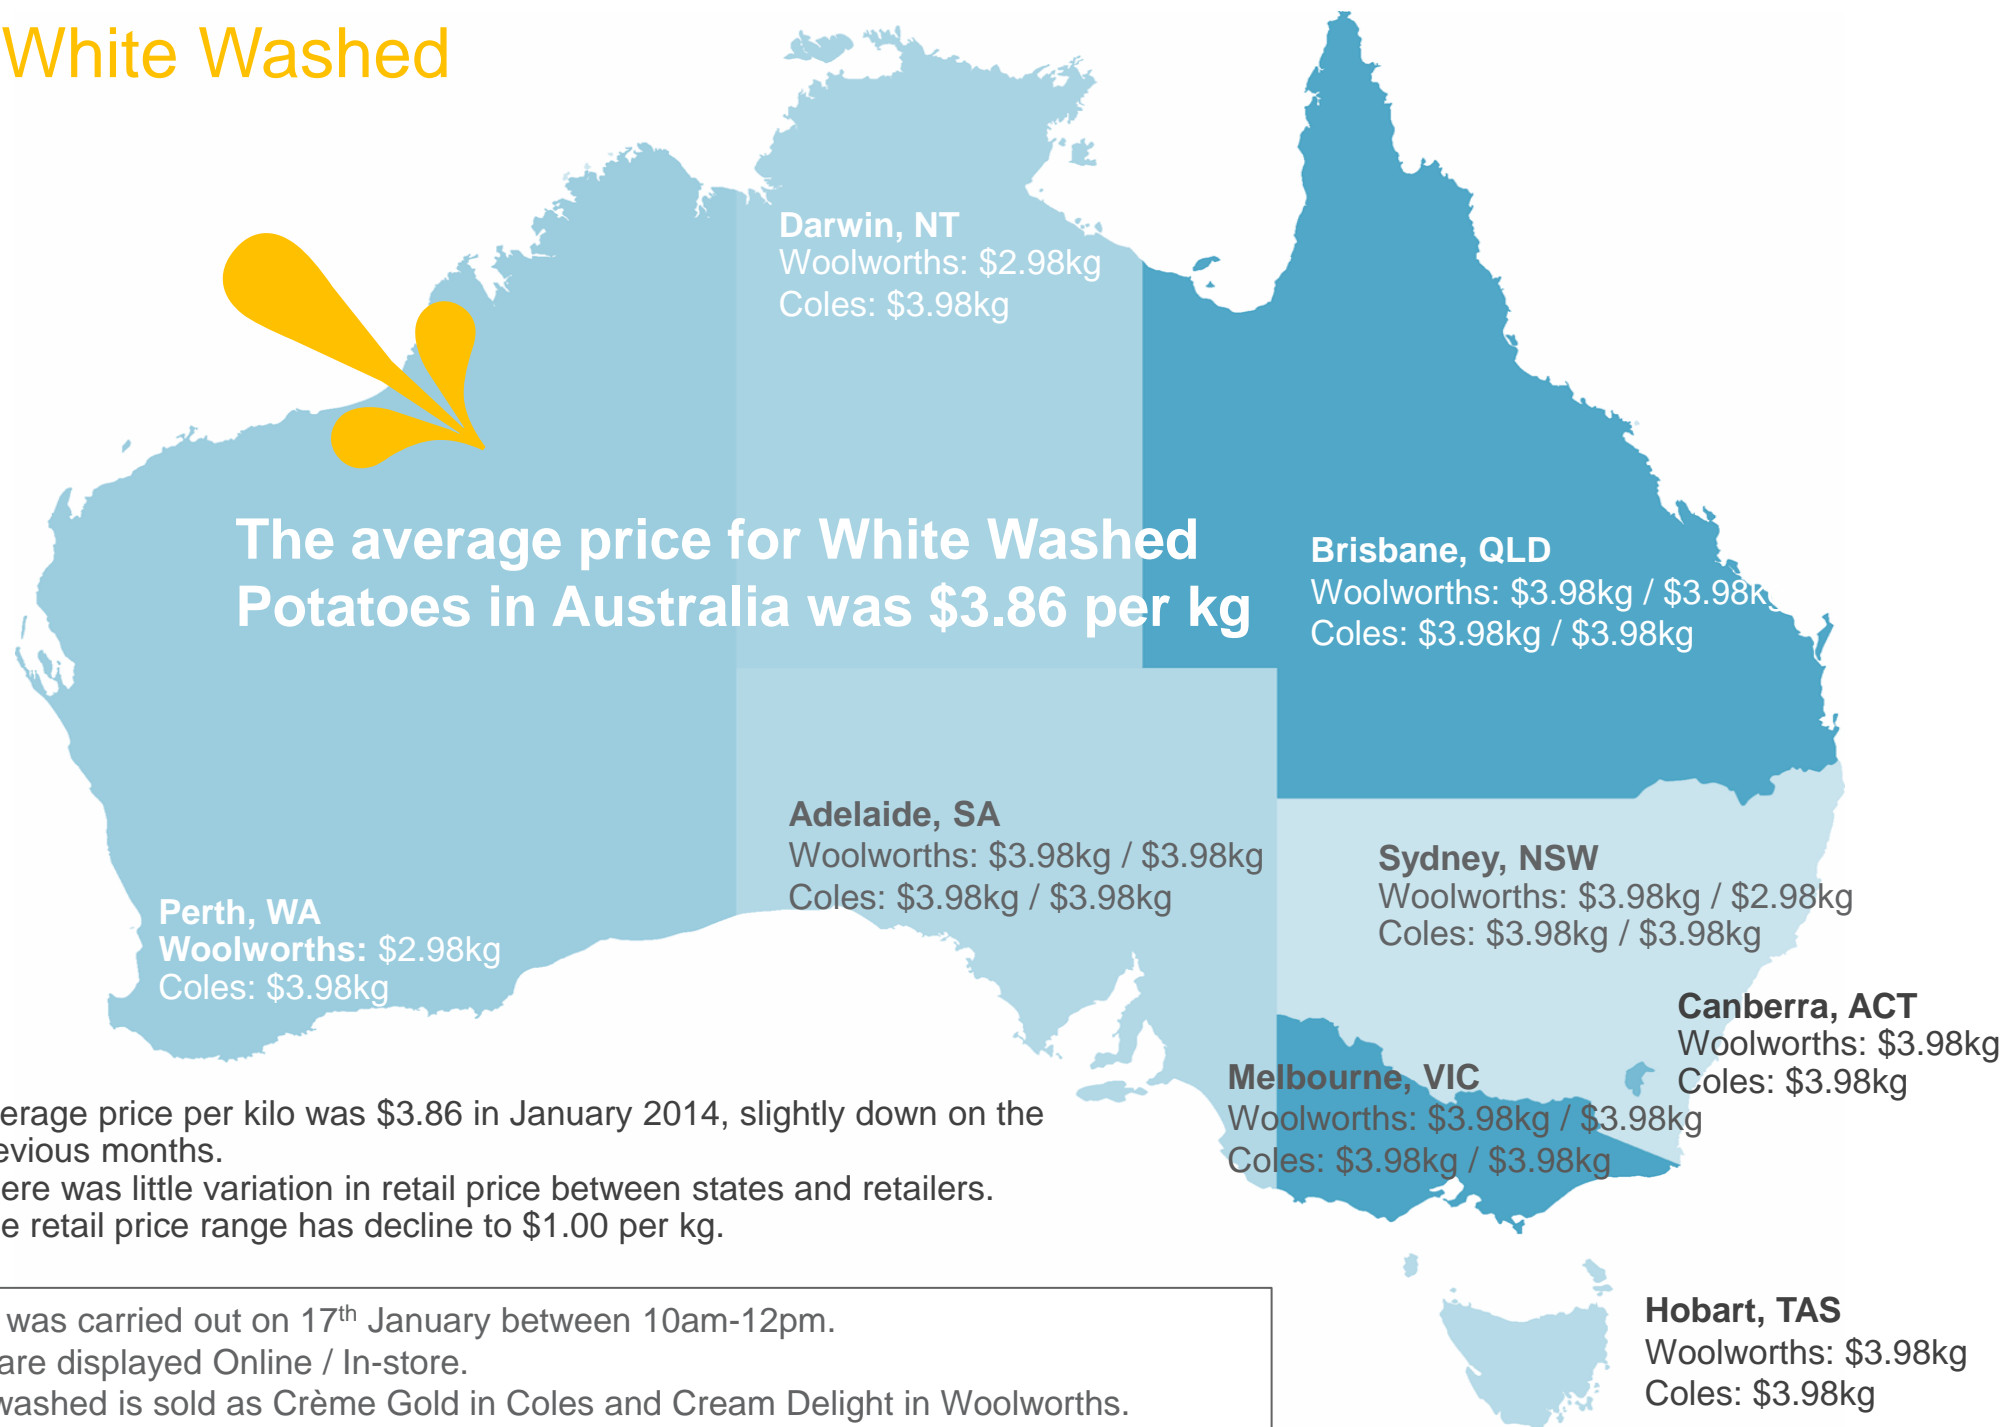 White Washed
Darwin, NT
Woolworths: $2.98kg
Coles: $3.98kg
The average price for White Washed
Potatoes in Australia was $3.86 per kg
Brisbane, QLD
Woolworths: $3.98kg / $3.98kg
Coles: $3.98kg / $3.98kg
Adelaide, SA
Woolworths: $3.98kg / $3.98kg
Coles: $3.98kg / $3.98kg
Sydney, NSW
Woolworths: $3.98kg / $2.98kg
Coles: $3.98kg / $3.98kg
Perth, WA
Woolworths: $2.98kg
Coles: $3.98kg
Canberra, ACT
Woolworths: $3.98kg
Coles: $3.98kg
Melbourne, VIC
Woolworths: $3.98kg / $3.98kg
Coles: $3.98kg / $3.98kg
erage price per kilo was $3.86 in January 2014, slightly down on the
evious months.
ere was little variation in retail price between states and retailers.
e retail price range has decline to $1.00 per kg.
was carried out on 17th January between 10am-12pm.
are displayed Online / In-store.
washed is sold as Crème Gold in Coles and Cream Delight in Woolworths.
Hobart, TAS
Woolworths: $3.98kg
Coles: $3.98kg